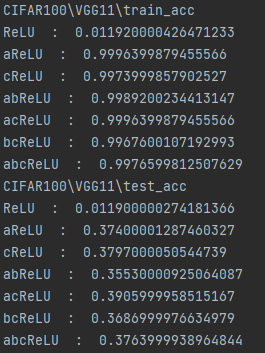 CIFAR100\VGG11\train_acc
ReLU  :  0.011920000426471233
aReLU  :  0.9996399879455566
cReLU  :  0.9973999857902527
abReLU  :  0.9989200234413147
acReLU  :  0.9996399879455566
bcReLU  :  0.9967600107192993
abcReLU  :  0.9976599812507629
CIFAR100\VGG11\test_acc
ReLU  :  0.011900000274181366
aReLU  :  0.37400001287460327
cReLU  :  0.3797000050544739
abReLU  :  0.35530000925064087
acReLU  :  0.3905999958515167
bcReLU  :  0.3686999976634979
abcReLU  :  0.3763999938964844